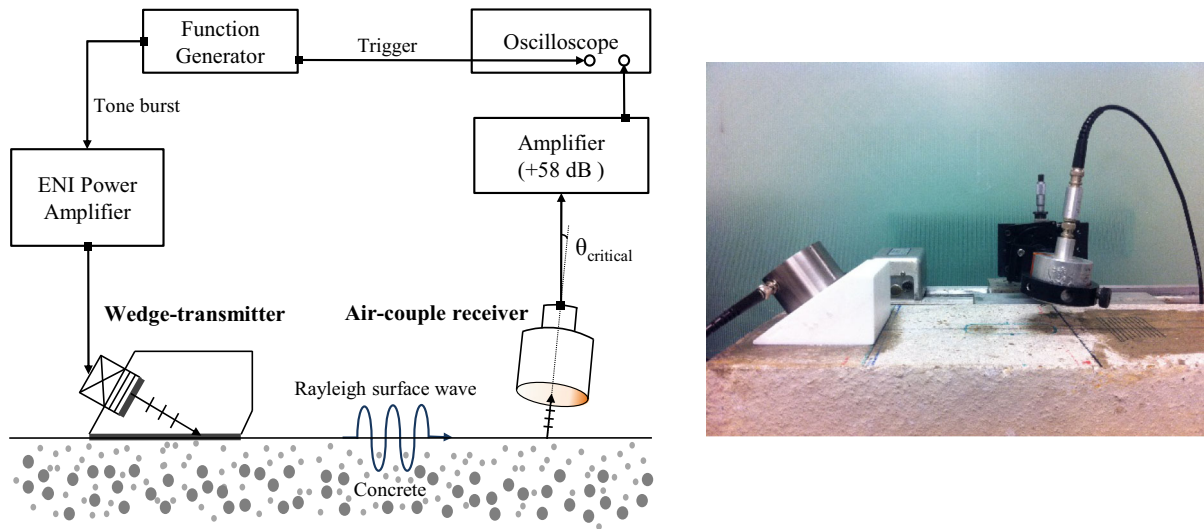 Function
Generator
Trigger
Oscilloscope
Tone burst
Amplifier
(+58 dB )
ENI Power
Amplifier
θcritical
Wedge-transmitter
Air-couple receiver
Rayleigh surface wave
Concrete